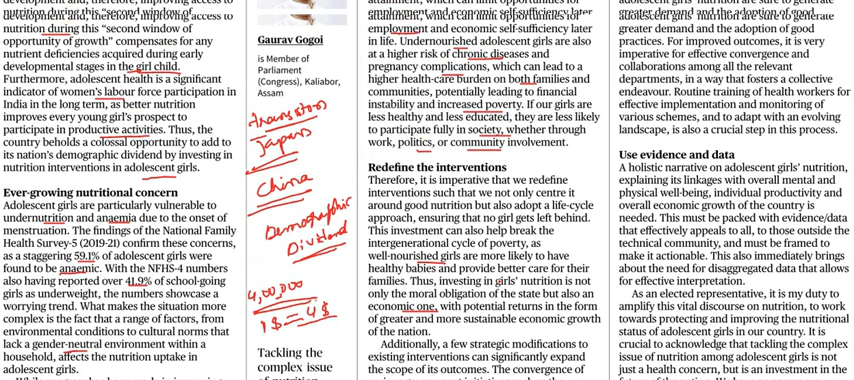 development and, therefore, improving access to
nutrition during this "second window of
opportunity of growth" compensates for any
nutrient deficiences acquired during early
developmental stages in the girl child.
Furthermore, adolescent health is a significant
indicator of women's labour force participation in
India in the long term, as better nutrition
improves every young girl's prospect to
participate in productive activities. Thus, the
country beholds a colossal opportunity to add to
its nation's demographic dividend by investing in
nutrition interventions in adolescent girls.
Ever-growing nutritional concern
Adolescent girls are particularly vulnerable to
undernutrition and anaemia due to the onset of
menstruation. The findings of the National Family
Health Survey-5 (2019-21) confirm these concerns,
as a staggering 59.1% of adolescent girls were
found to be anaemic. With the NFHS-4 numbers
also having reported over 41.9% of school-going
girls as underweight, the numbers showcase a
worrying trend. What makes the situation more
complex is the fact that a range of factors, from
environmental conditions to cultural norms that
lack a gender-neutral environment within a
household, affects the nutrition uptake in
adolescent girls.
Gaurav Gogoi
is Member of
Parliament
(Congress), Kaliabor,
Assam
Japan
China
Demographic
Dividend
4,00,000
1$ = 4$
Tackling the
complex issue
of nutrition
employment and economic self-sufficiency later
in life. Undernourished adolescent girls are also
at a higher risk of chronic diseases and
pregnancy complications, which can lead to a
higher health-care burden on both families and
communities, potentially leading to financial
instability and increased poverty. If our girls are
less healthy and less educated, they are less likely
to participate fully in society, whether through
work, politics, or community involvement.
Redefine the interventions
Therefore, it is imperative that we redefine
interventions such that we not only centre it
around good nutrition but also adopt a life-cycle
approach, ensuring that no girl gets left behind.
This investment can also help break the
intergenerational cycle of poverty, as
well-nourished girls are more likely to have
healthy babies and provide better care for their
families. Thus, investing in girls' nutrition is not
only the moral obligation of the state but also an
economic one, with potential returns in the form
of greater and more sustainable economic growth
of the nation.
Additionally, a few strategic modifications to
existing interventions can significantly expand
the scope of its outcomes. The convergence of
greater demand and the adoption of good
practices. For improved outcomes, it is very
imperative for effective convergence and
collaborations among all the relevant
departments, in a way that fosters a collective
endeavour. Routine training of health workers for
effective implementation and monitoring of
various schemes, and to adapt with an evolving
landscape, is also a crucial step in this process.
Use evidence and data
A holistic narrative on adolescent girls' nutrition,
explaining its linkages with overall mental and
physical well-being, individual productivity and
overall economic growth of the country is
needed. This must be packed with evidence/data
that effectively appeals to all, to those outside the
technical community, and must be framed to
make it actionable. This also immediately brings
about the need for disaggregated data that allows
for effective interpretation.
As an elected representative, it is my duty to
amplify this vital discourse on nutrition, to work
towards protecting and improving the nutritional
status of adolescent girls in our country. It is
crucial to acknowledge that tackling the complex
issue of nutrition among adolescent girls is not
just a health concern, but is an investment in the